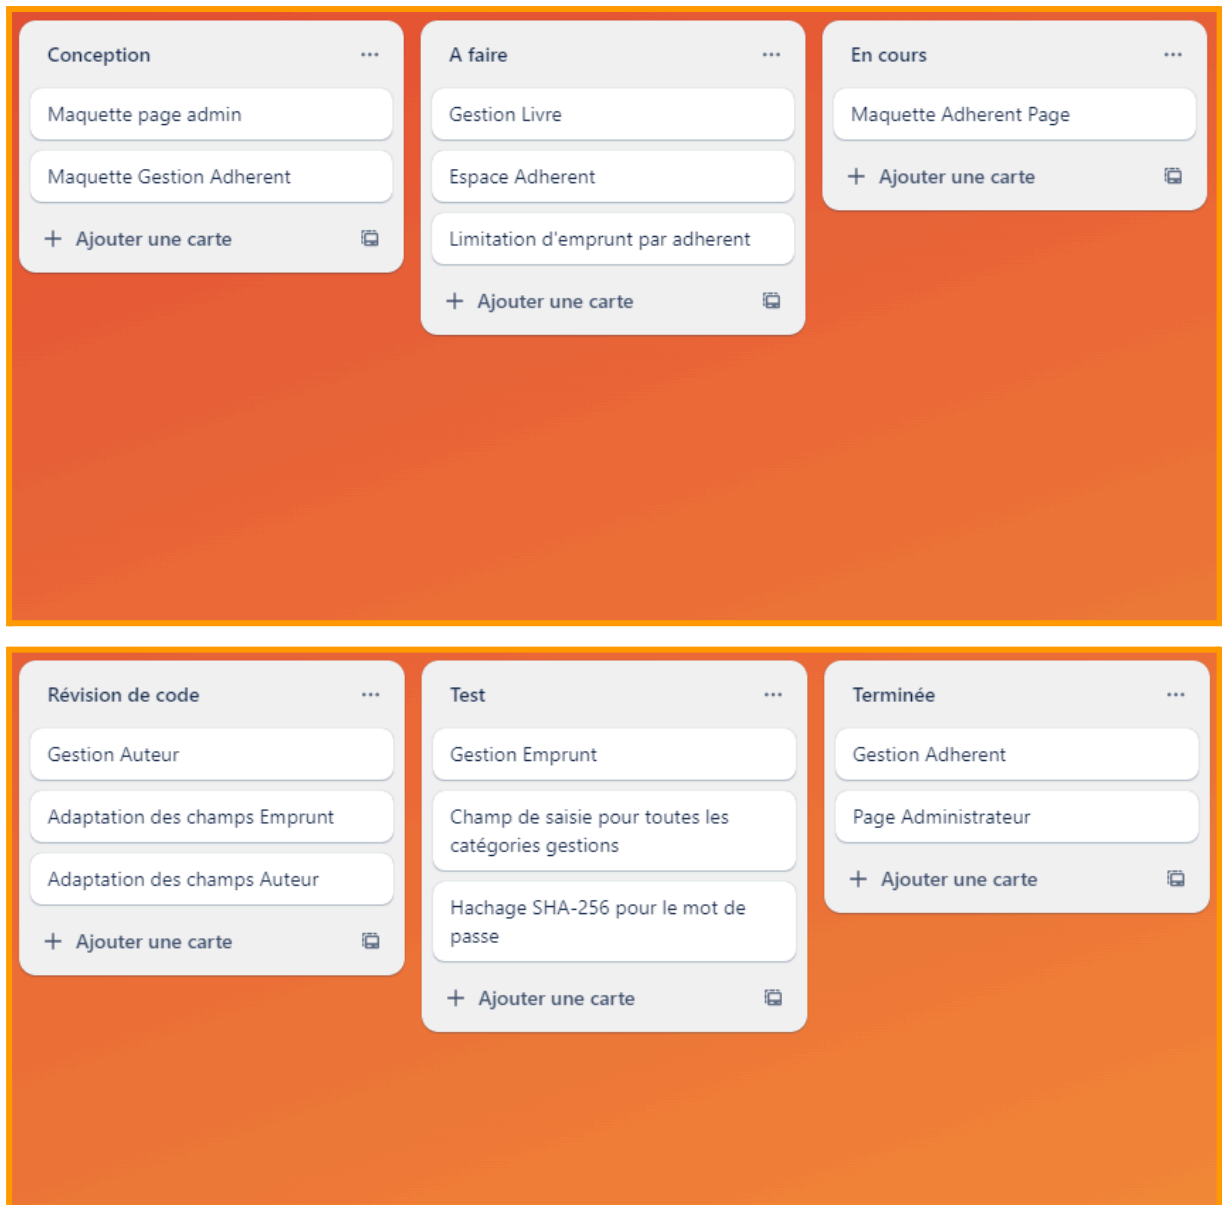 Conception
Maquette page admin
Maquette Gestion Adherent
Ajouter une carte
A faire
Gestion Livre
Espace Adherent
Limitation d'emprunt par adherent
Ajouter une carte
En cours
Maquette Adherent Page
Ajouter une carte
Révision de code
Gestion Auteur
Adaptation des champs Emprunt
Adaptation des champs Auteur
Ajouter une carte
Test
Gestion Emprunt
Champ de saisie pour toutes les
catégories gestions
Hachage SHA-256 pour le mot de
passe
Ajouter une carte
Terminée
Gestion Adherent
Page Administrateur
Ajouter une carte